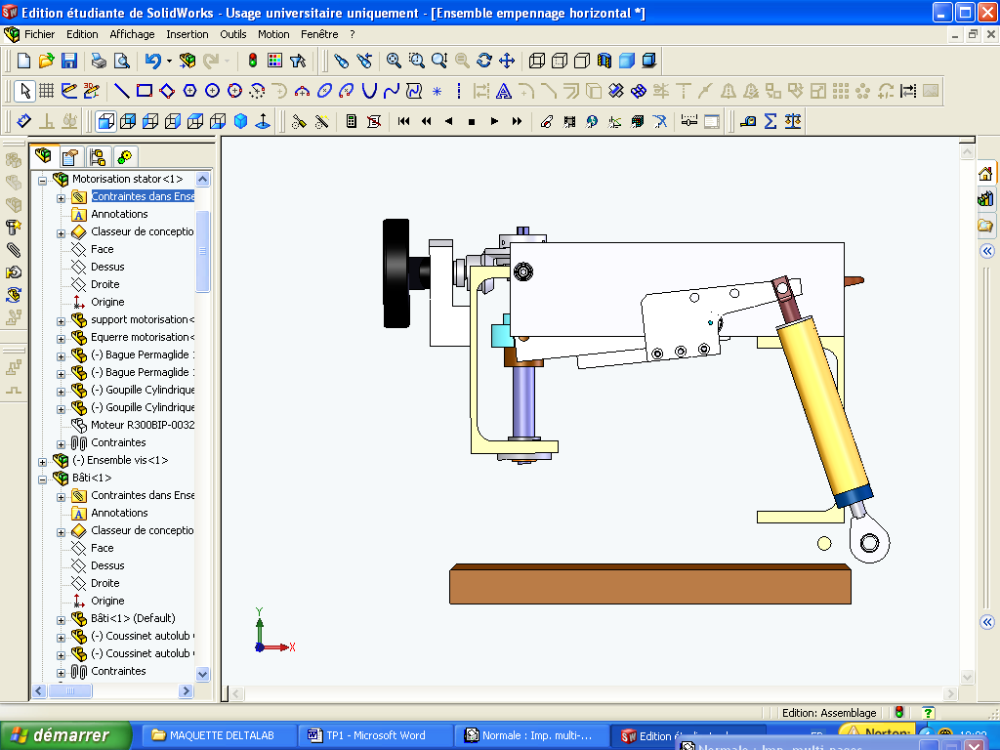 Edition étudiante de SolidWorks - Usage universitaire uniquement - [Ensemble empennage horizontal *]
Fichier Edition Affichage Insertion Outils Motion Fenêtre ?
Motorisation stator<1>
Contraintes dans Ense
Annotations
Classeur de conceptio
Face
Dessus
Droite
Origine
support motorisation<
Equerre motorisation<
(-) Bague Permaglide
(-) Bague Permaglide
(-) Goupille Cylindrique
(-) Goupille Cylindrique
Moteur R300BIP-0032
Contraintes
(-) Ensemble vis<1>
Bâti<1>
Contraintes dans Ense
Annotations
Classeur de conceptio
Face
Dessus
Droite
Origine
Bâti<1> (Default)
(-) Coussinet autolub
(-) Coussinet autolub
Contraintes
Y
X
Edition: Assemblage
démarrer
MAQUETTE DELTALAB
TP1 - Microsoft Word
Normale : Imp. multi-...
Edition